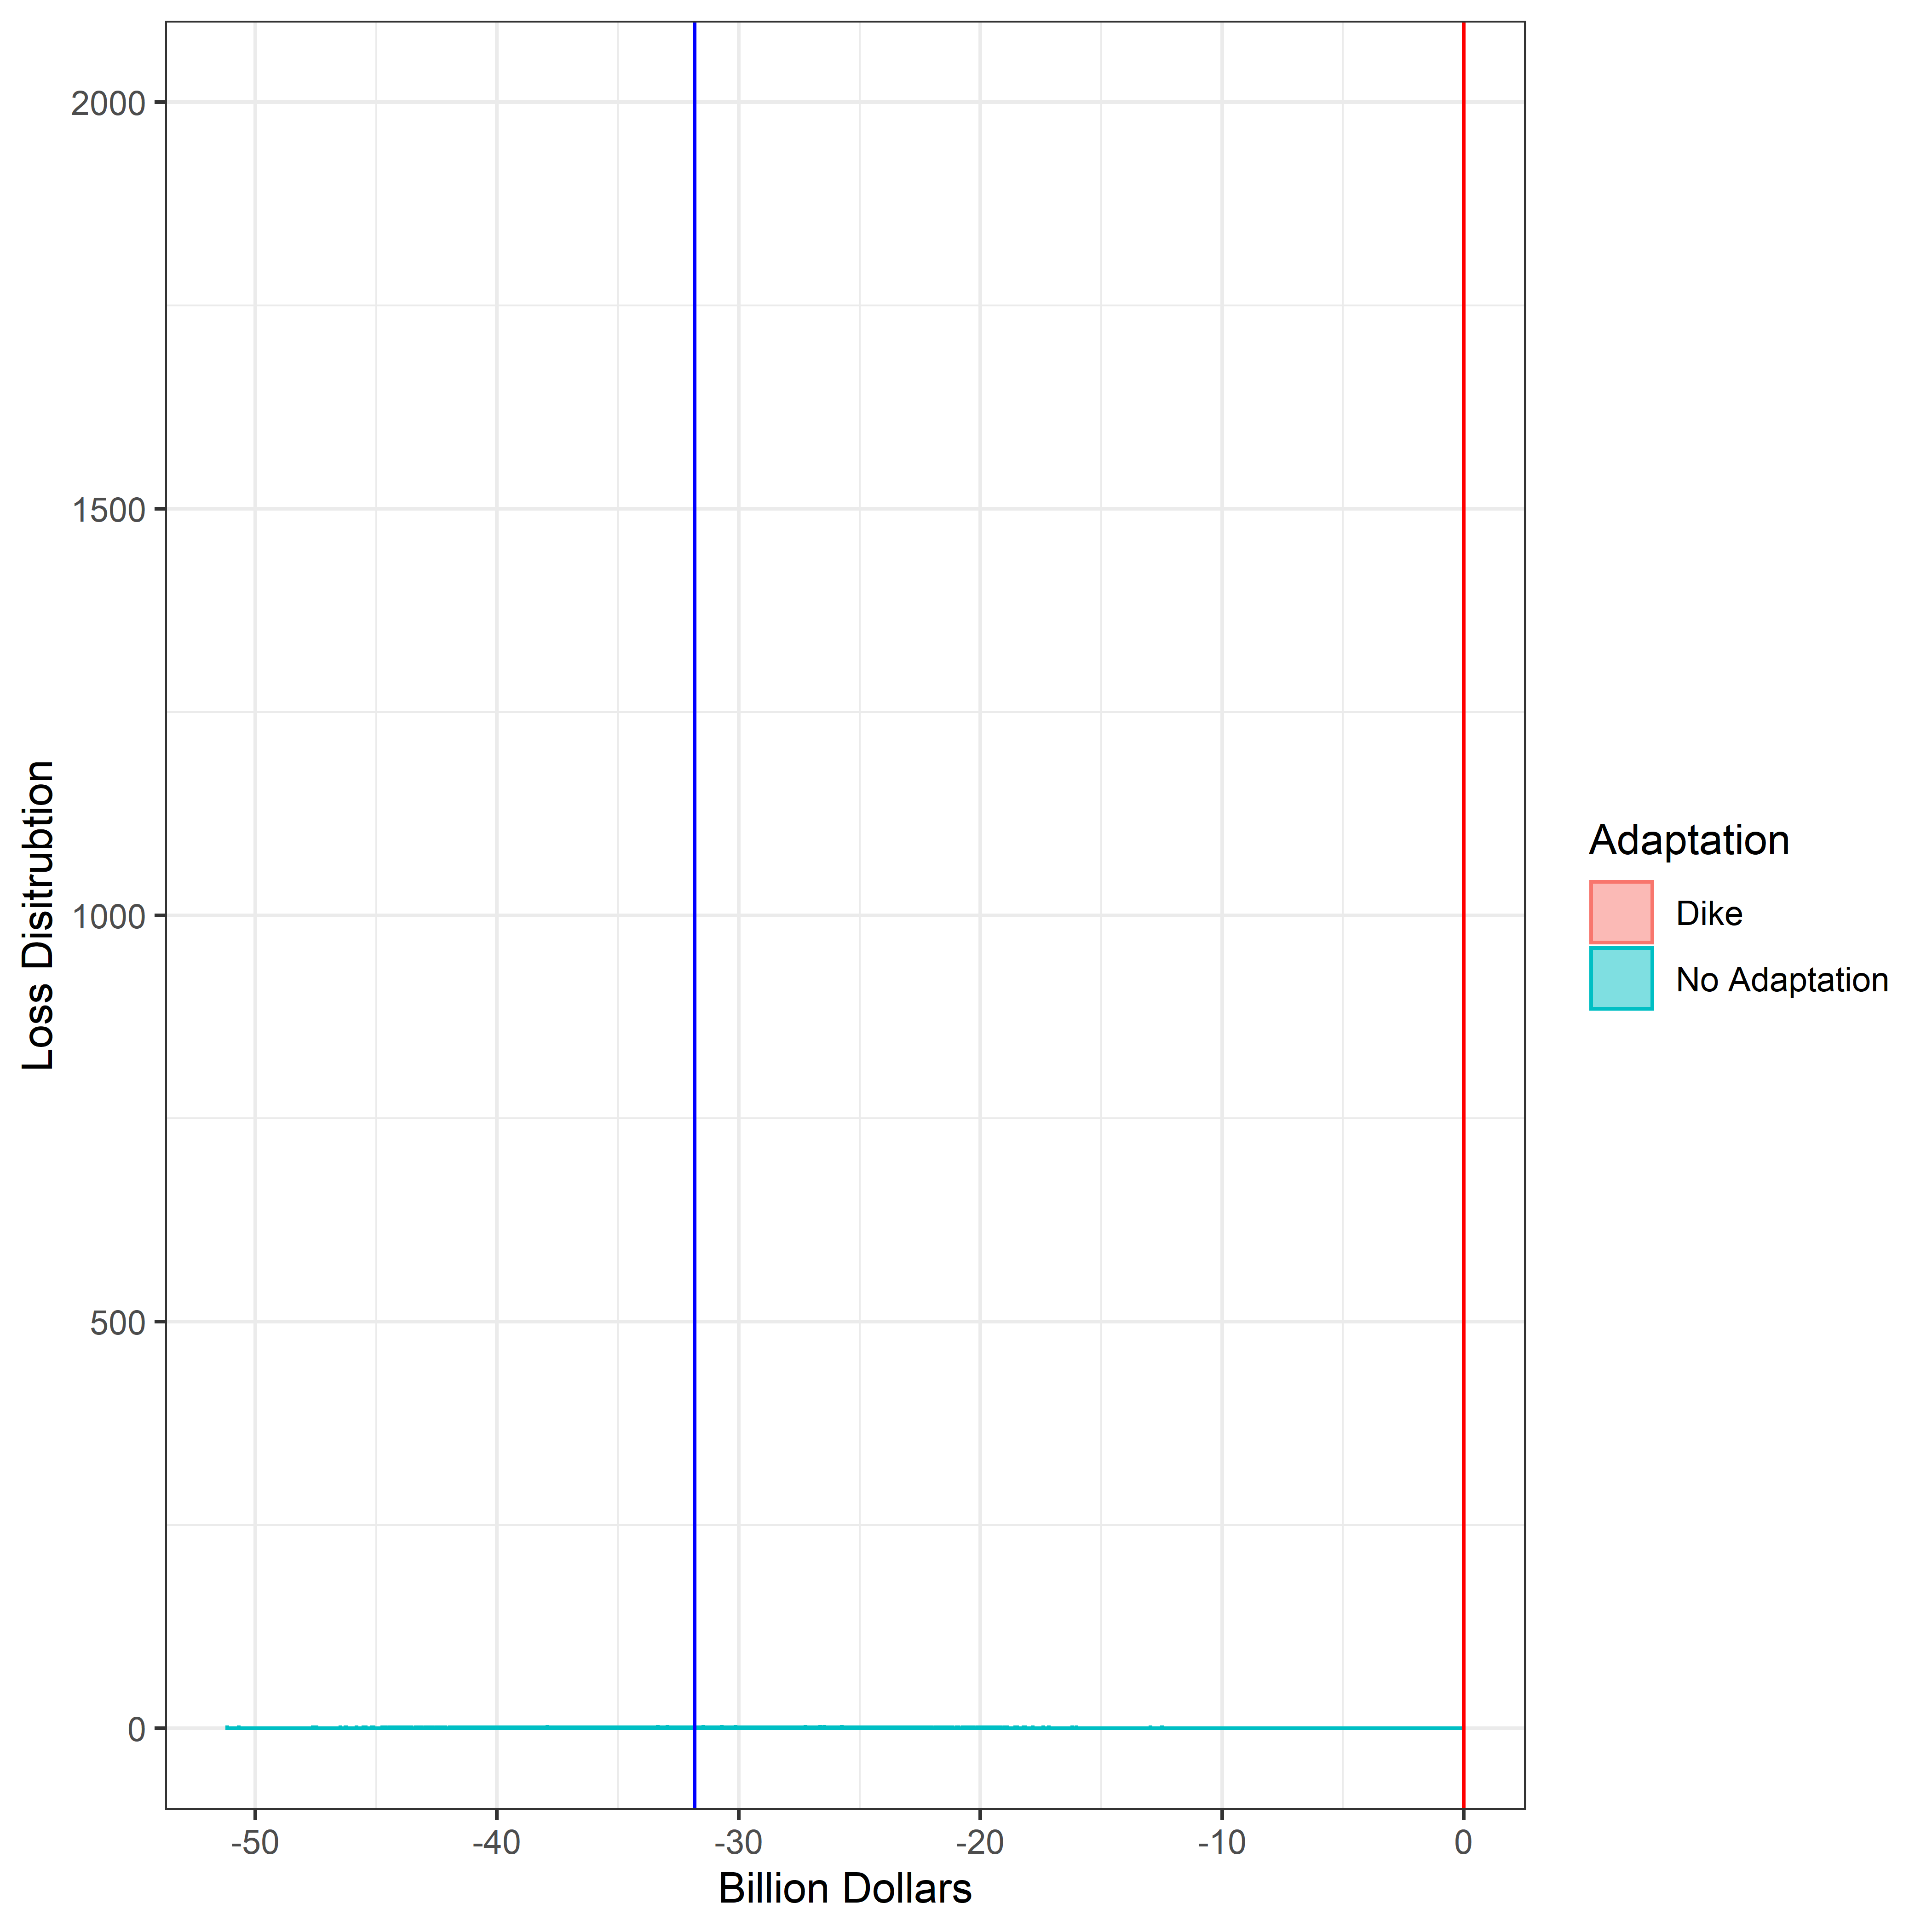 2000
1500
1000
500
0
Loss Disitrubtion
-50
-40
-30
-20
-10
0
Billion Dollars
Adaptation
Dike
No Adaptation